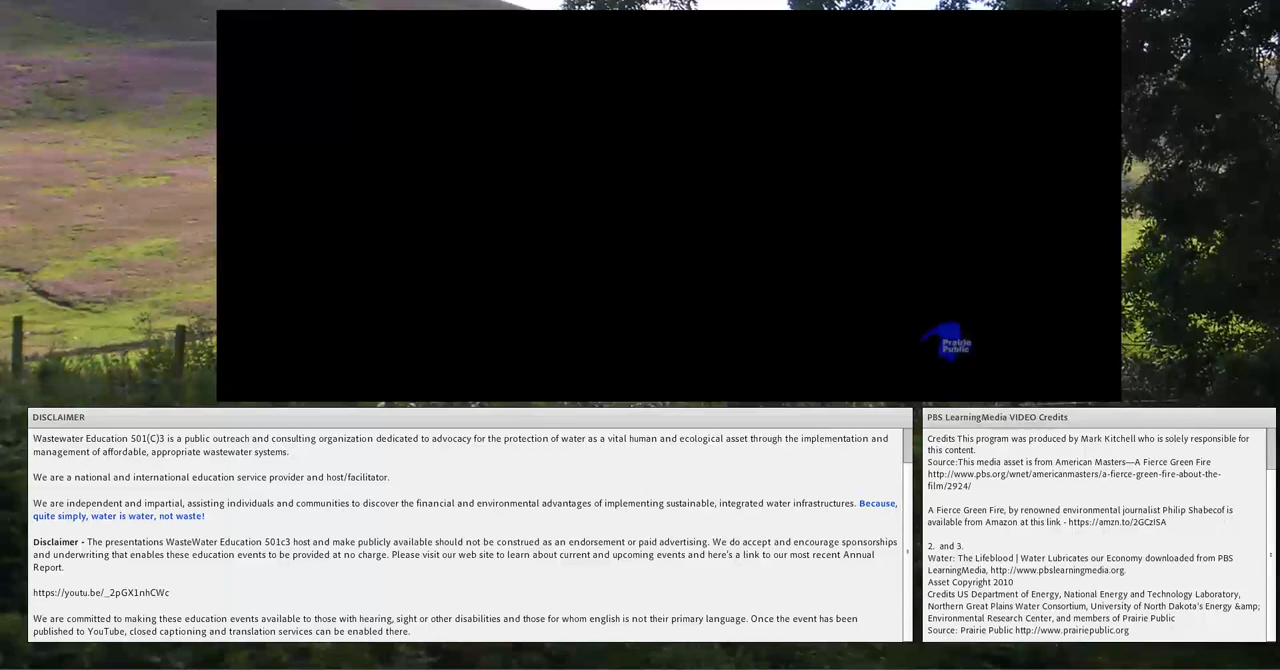 Prairie
Public
DISCLAIMER
Wastewater Education 501(C)3 is a public outreach and consulting organization dedicated to advocacy for the protection of water as a vital human and ecological asset through the implementation and
management of affordable, appropriate wastewater systems.
We are a national and international education service provider and host/facilitator.
We are independent and impartial, assisting individuals and communities to discover the financial and environmental advantages of implementing sustainable, integrated water infrastructures. Because,
quite simply, water is water, not waste!
Disclaimer - The presentations WasteWater Education 501c3 host and make publicly available should not be construed as an endorsement or paid advertising. We do accept and encourage sponsorships
and underwriting that enables these education events to be provided at no charge. Please visit our web site to learn about current and upcoming events and here's a link to our most recent Annual
Report.
https://youtu.be/_2pGX1nhCWc
We are committed to making these education events available to those with hearing, sight or other disabilities and those for whom english is not their primary language. Once the event has been
published to YouTube, closed captioning and translation services can be enabled there.
PBS LearningMedia VIDEO Credits
Credits This program was produced by Mark Kitchell who is solely responsible for
this content.
Source:This media asset is from American Masters—A Fierce Green Fire
http://www.pbs.org/wnet/americanmasters/a-fierce-green-fire-about-the-
film/2924/
A Fierce Green Fire, by renowned environmental journalist Philip Shabecof is
available from Amazon at this link - https://amzn.to/2GCzISA
2. and 3.
Water: The Lifeblood | Water Lubricates our Economy downloaded from PBS
LearningMedia, http://www.pbslearningmedia.org.
Asset Copyright 2010
Credits US Department of Energy, National Energy and Technology Laboratory,
Northern Great Plains Water Consortium, University of North Dakota's Energy &amp;
Environmental Research Center, and members of Prairie Public
Source: Prairie Public http://www.prairiepublic.org